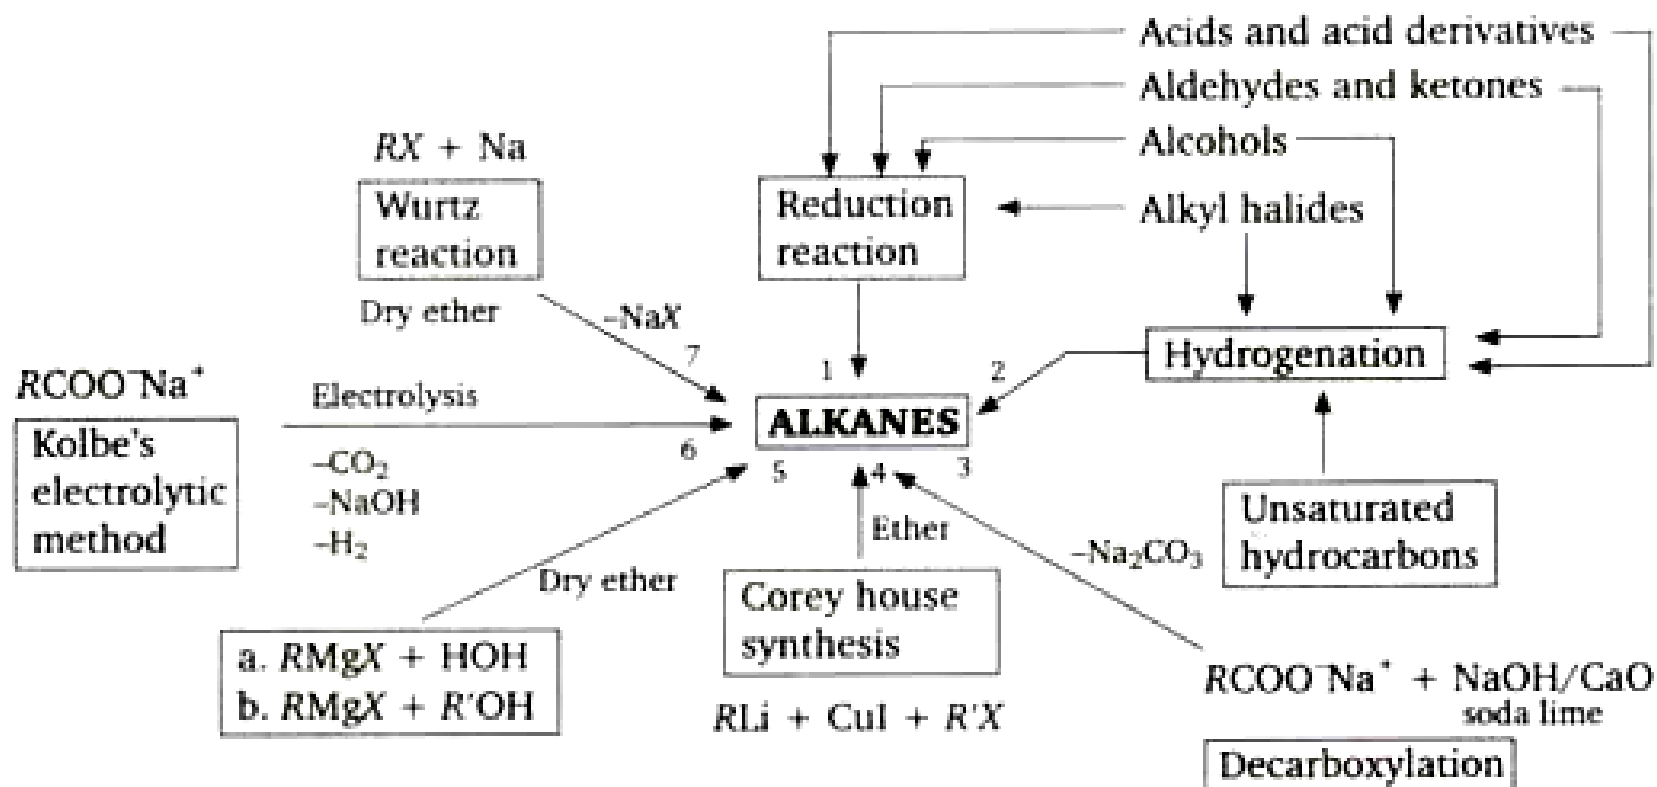 Acids and acid derivatives
Aldehydes and ketones
Alcohols
Alkyl halides
RX + Na
Wurtz
reaction
Dry ether
–NaX
7
Reduction
reaction
1
2
Hydrogenation
RCOO⁻Na⁺
Electrolysis
Kolbe's
electrolytic
method
–CO₂
–NaOH
–H₂
6
ALKANES
5
4
3
Ether
Unsaturated
hydrocarbons
–Na₂CO₃
Dry ether
Corey house
synthesis
a. RMgX + HOH
b. RMgX + R'OH
RLi + CuI + R'X
RCOO⁻Na⁺ + NaOH/CaO
soda lime
Decarboxylation